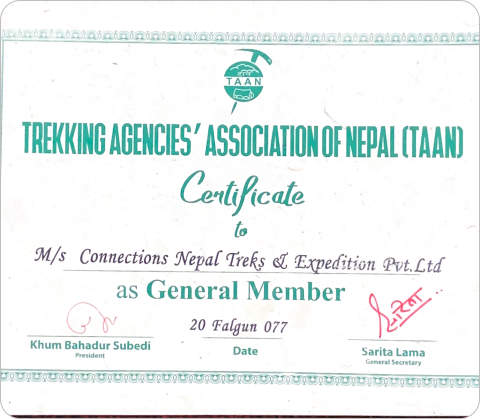 TAAN
TREKKING AGENCIES' ASSOCIATION OF NEPAL (TAAN)
Certificate
to
M/s Connections Nepal Treks & Expedition Pvt.Ltd
as General Member
20 Falgun 077
Khum Bahadur Subedi
President
Date
Sarita Lama
General Secretary